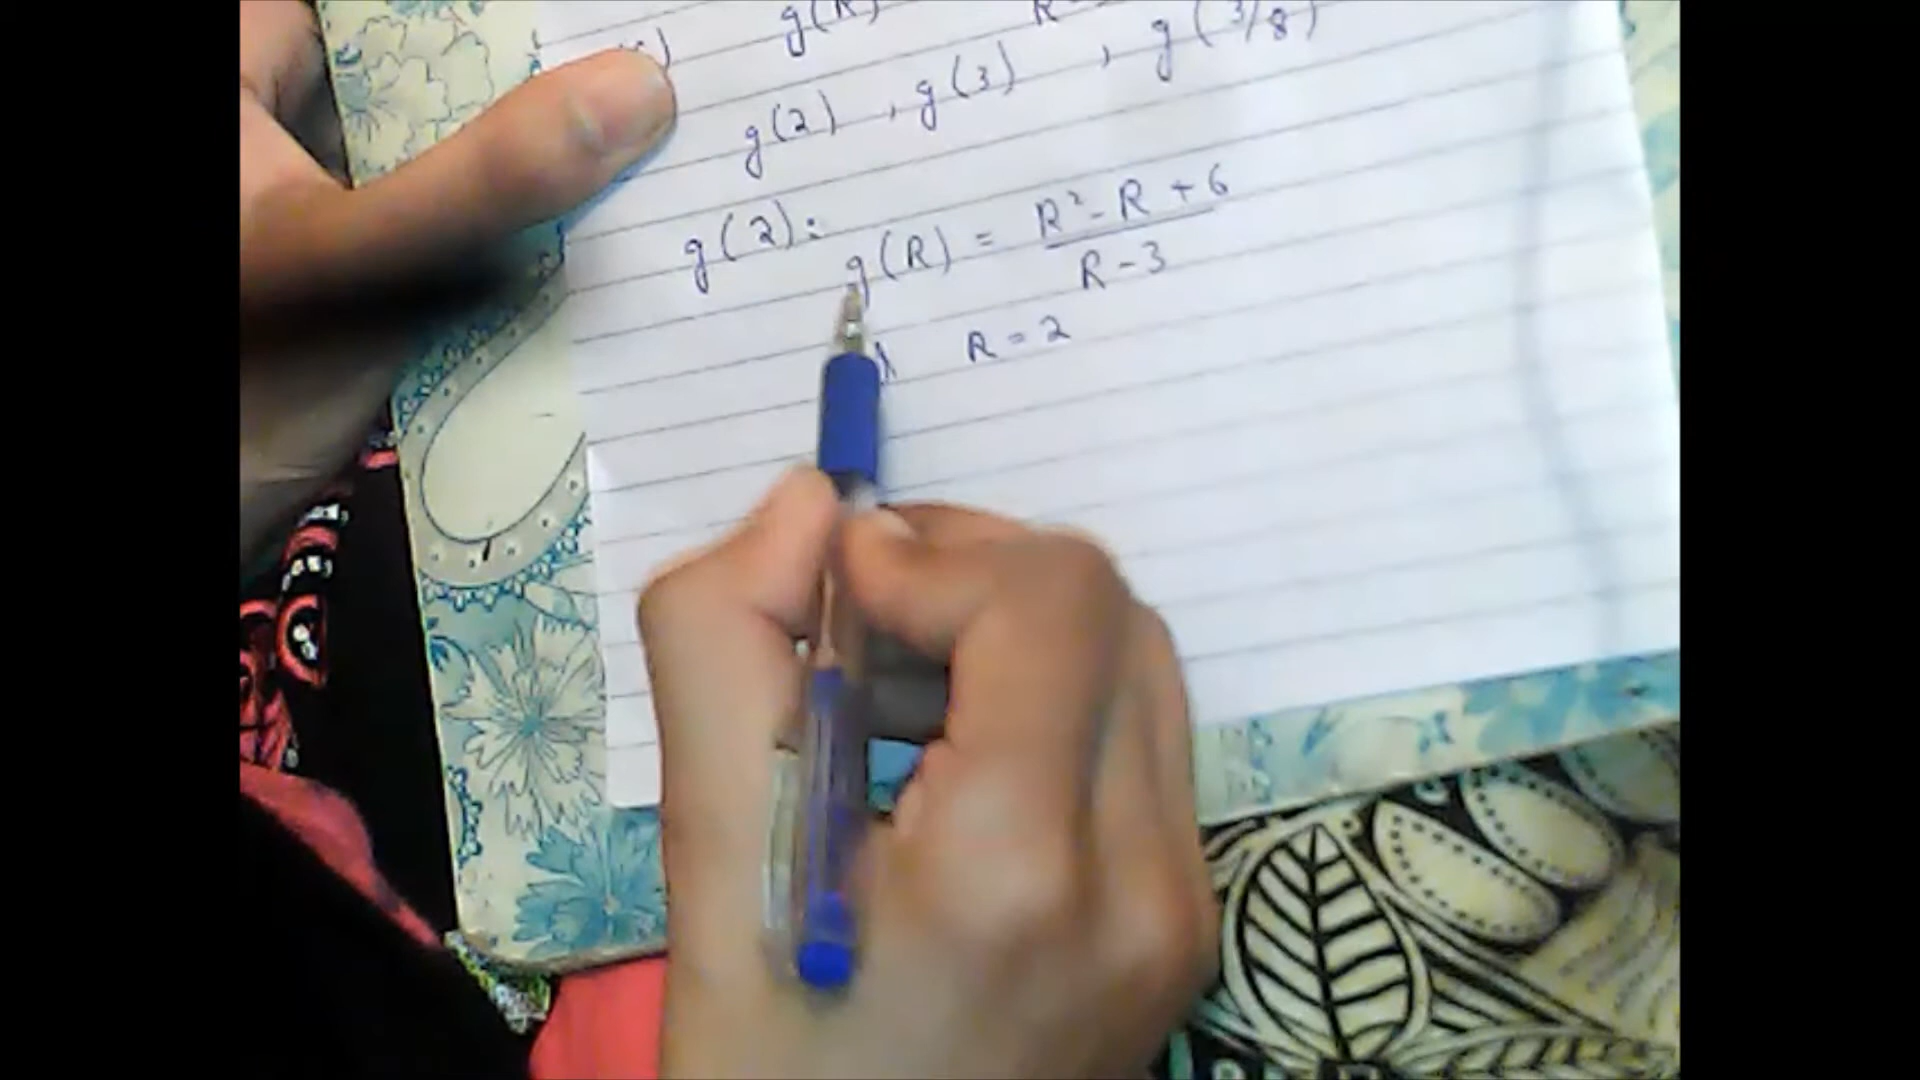 g(R) R
g(2) , g(3) , g(3/8)
g(2):
g(R) = R² - R + 6 / R - 3
R = 2